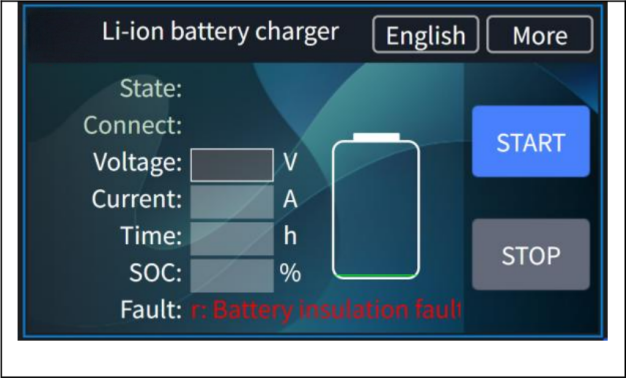 Li-ion battery charger English More
State:
Connect:
START
Voltage: V
Current: A
Time: h
STOP
SOC: %
Fault: r: Battery insulation fault